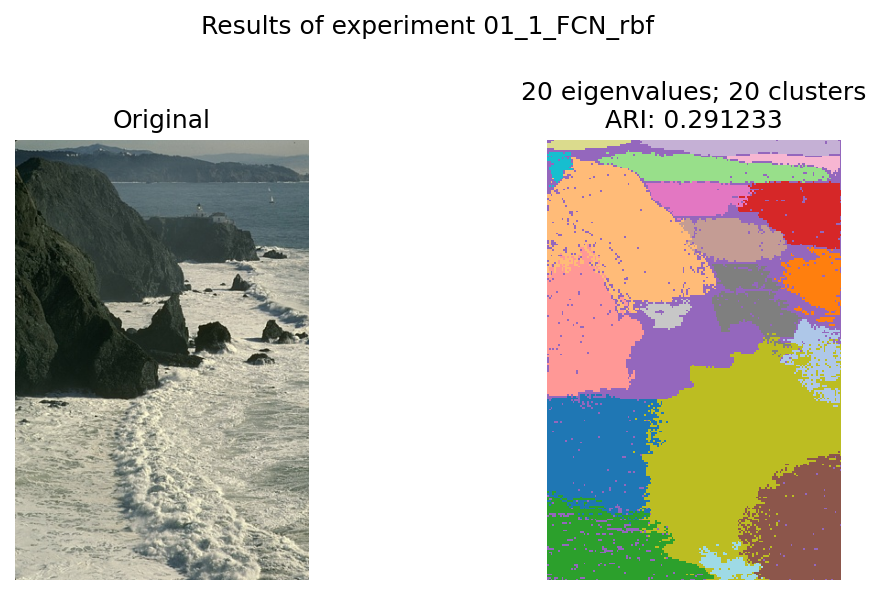 Results of experiment 01_1_FCN_rbf
Original
20 eigenvalues; 20 clusters
ARI: 0.291233